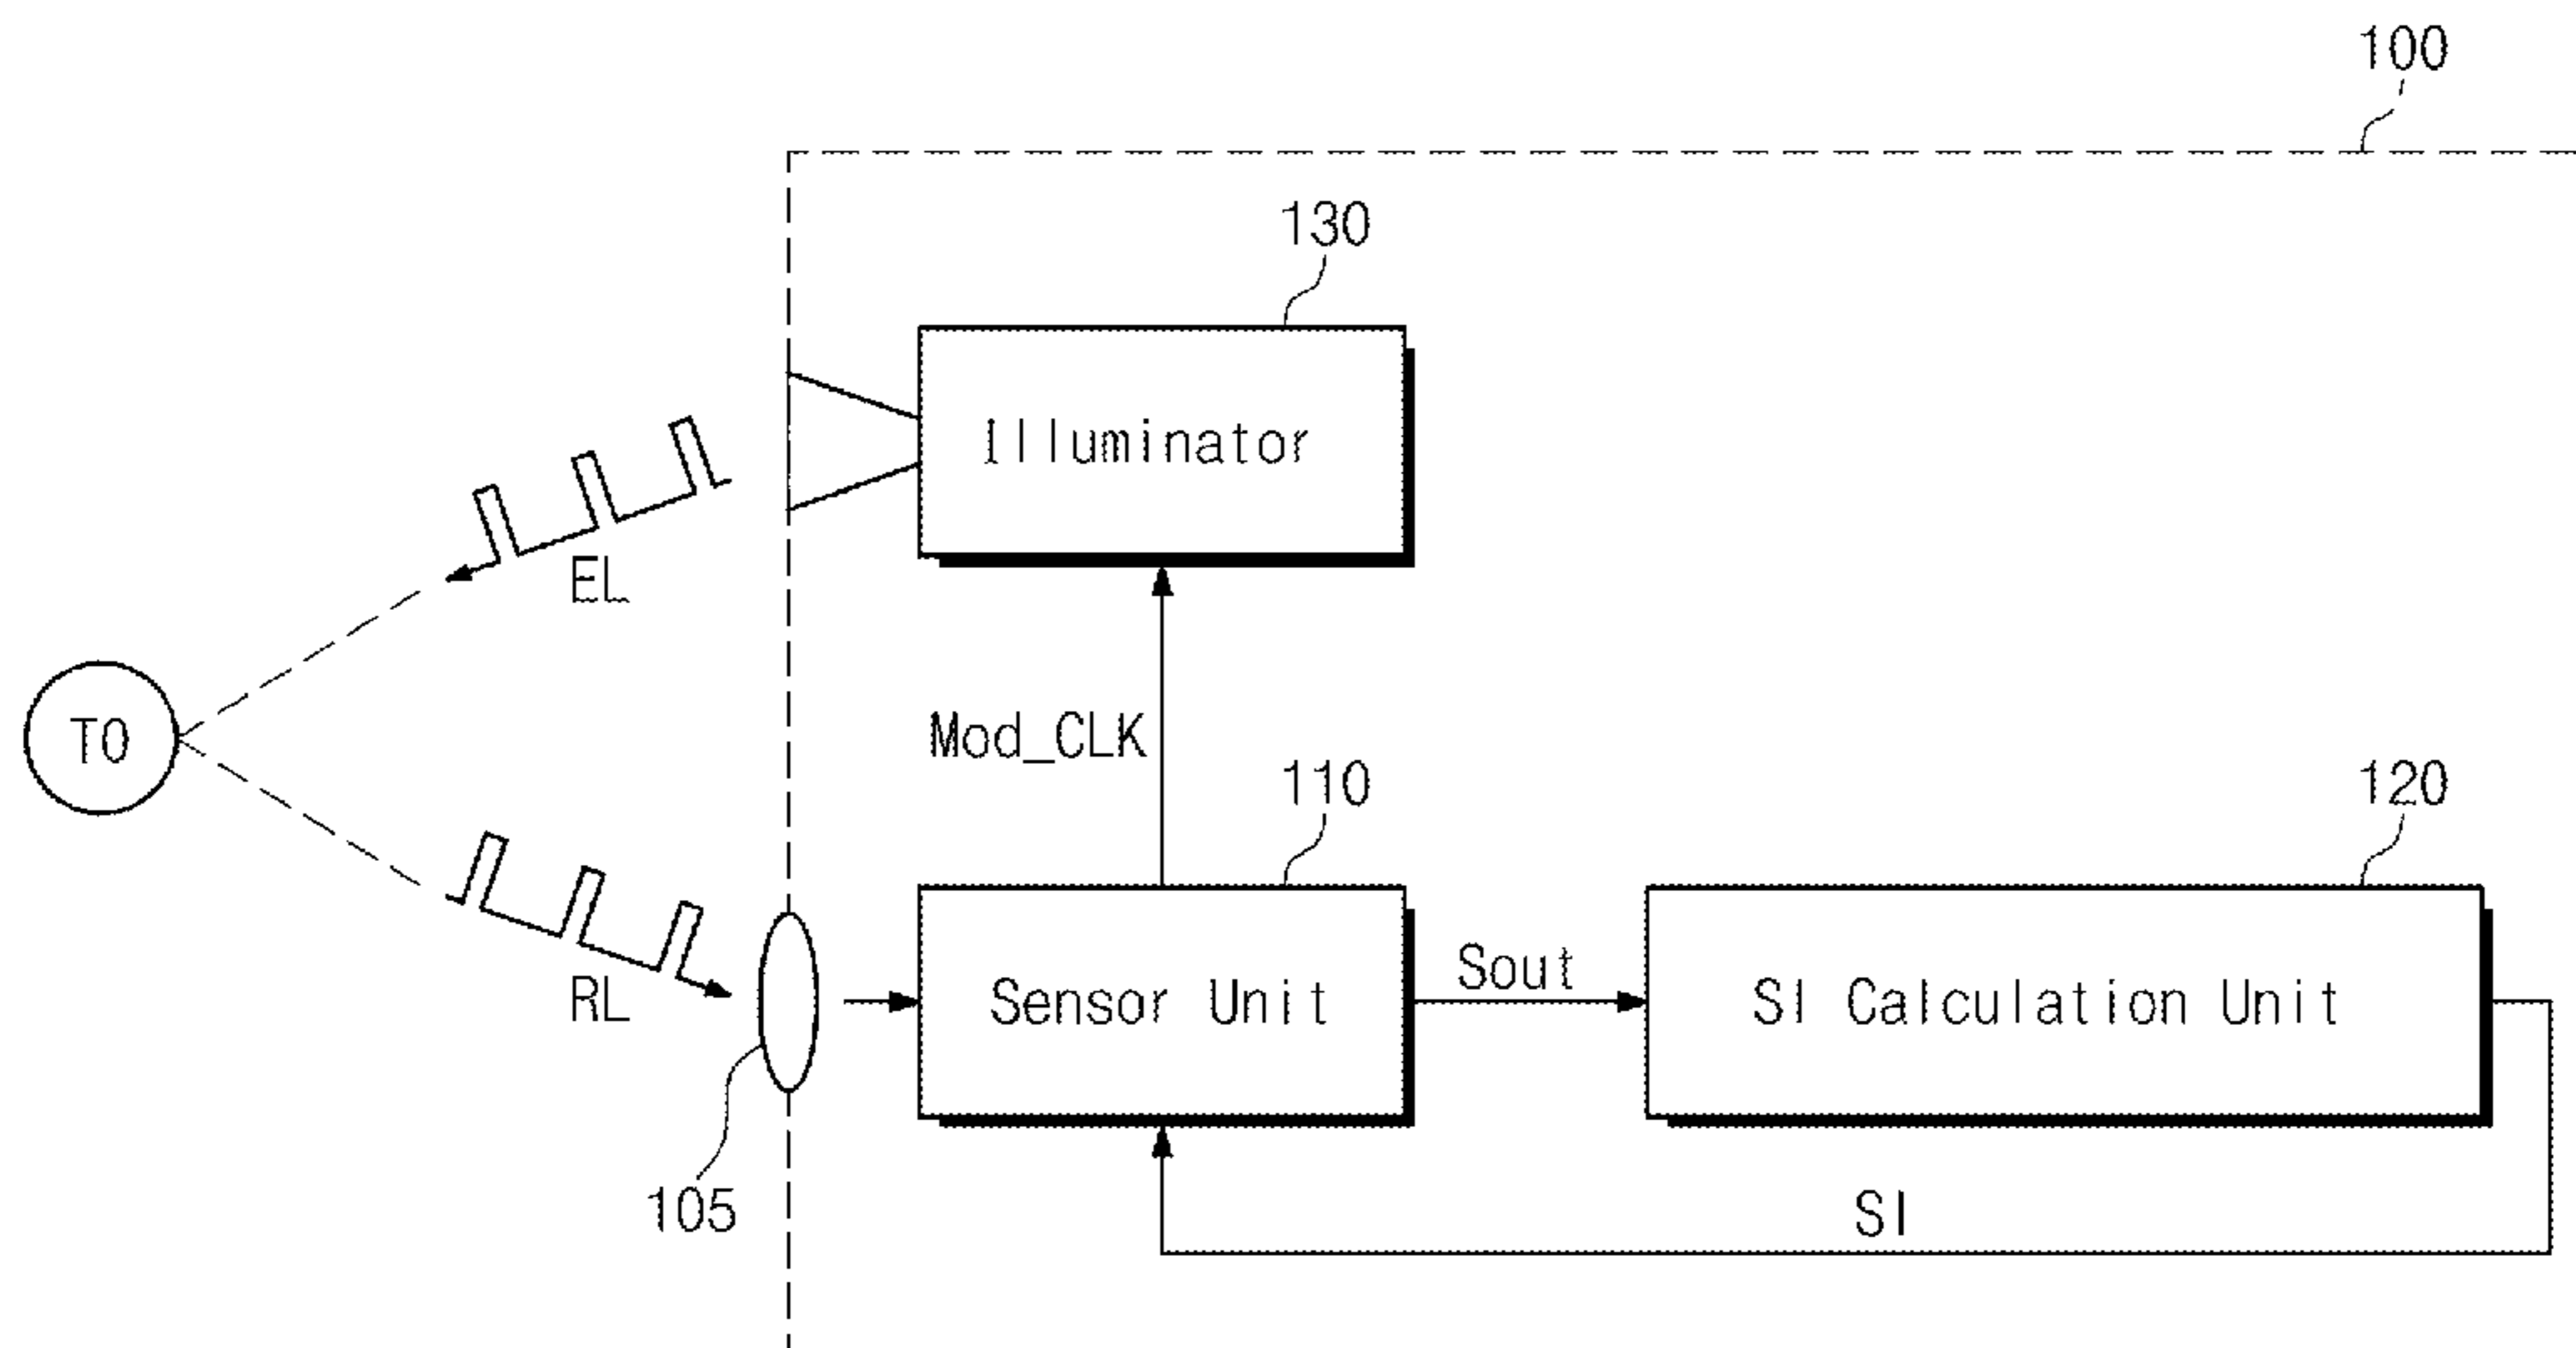 100
130
Illuminator
EL
TO
Mod_CLK
110
120
Sout
Sensor Unit
SI Calculation Unit
RL
105
SI